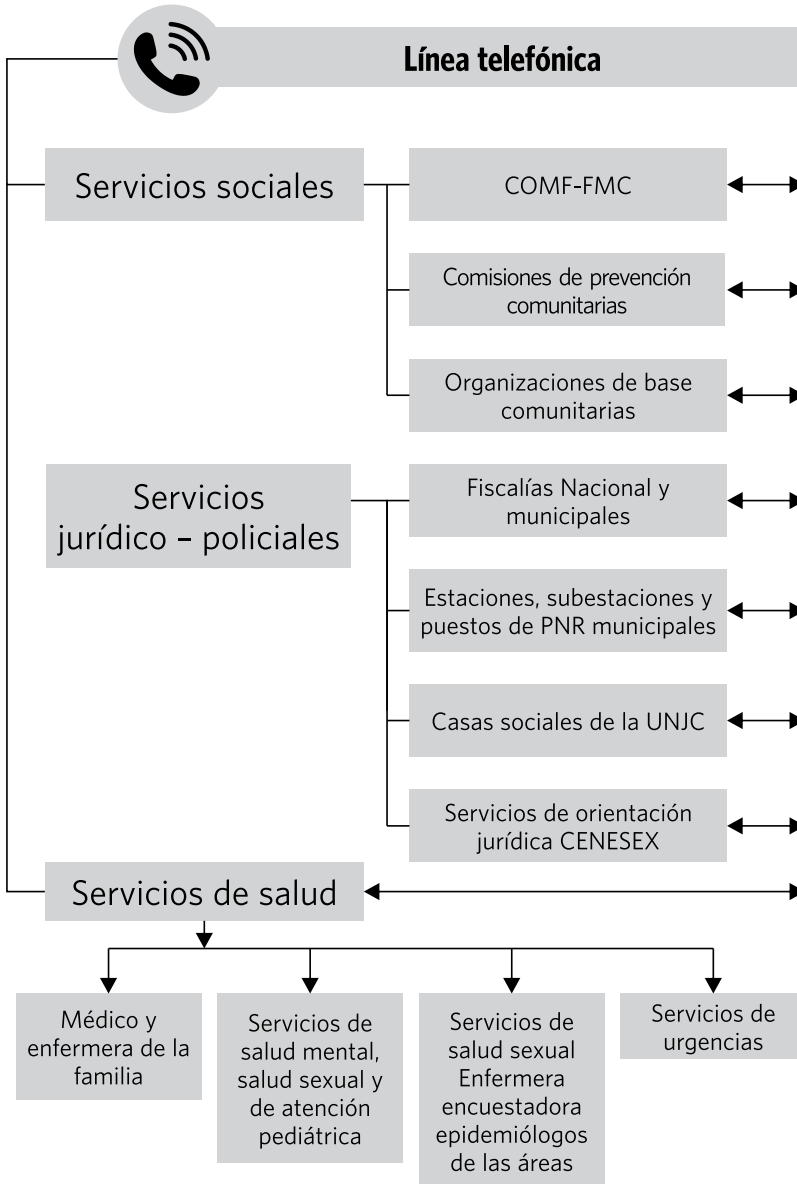 Línea telefónica
Servicios sociales
COMF-FMC
Comisiones de prevención
comunitarias
Organizaciones de base
comunitarias
Servicios
jurídico – policiales
Fiscalías Nacional y
municipales
Estaciones, subestaciones y
puestos de PNR municipales
Casas sociales de la UNJC
Servicios de orientación
jurídica CENESEX
Servicios de salud
Médico y
enfermera de la
familia
Servicios de
salud mental,
salud sexual y
de atención
pediátrica
Servicios de
salud sexual
Enfermera
encuestadora
epidemiólogos
de las áreas
Servicios de
urgencias